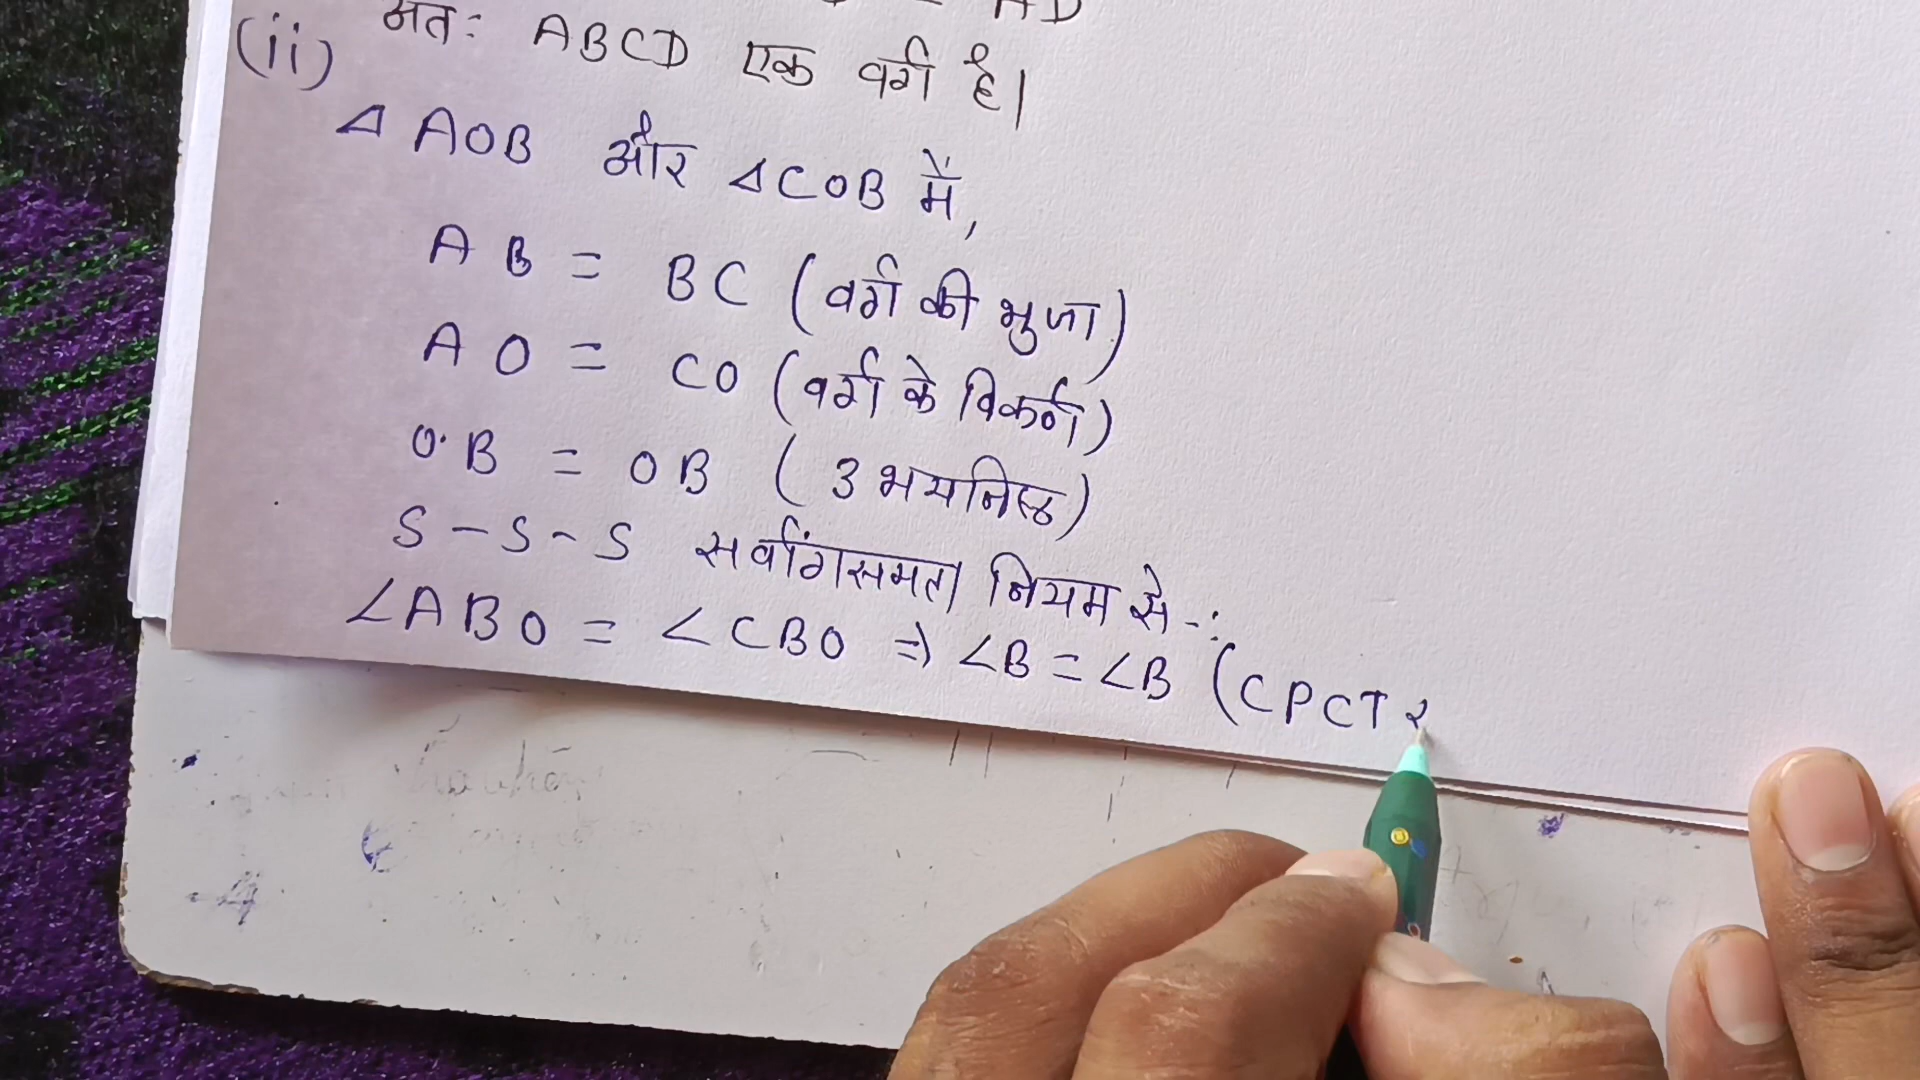 = AD
अतः ABCD एक वर्ग है।
(ii)
△ AOB और △COB में,
AB = BC (वर्ग की भुजा)
AO = CO (वर्ग के विकर्ण)
O.B = OB (उभयनिष्ठ)
S-S-S सर्वांगसमता नियम से -:
∠ABO = ∠CBO ⇒ ∠B = ∠B (CPCT